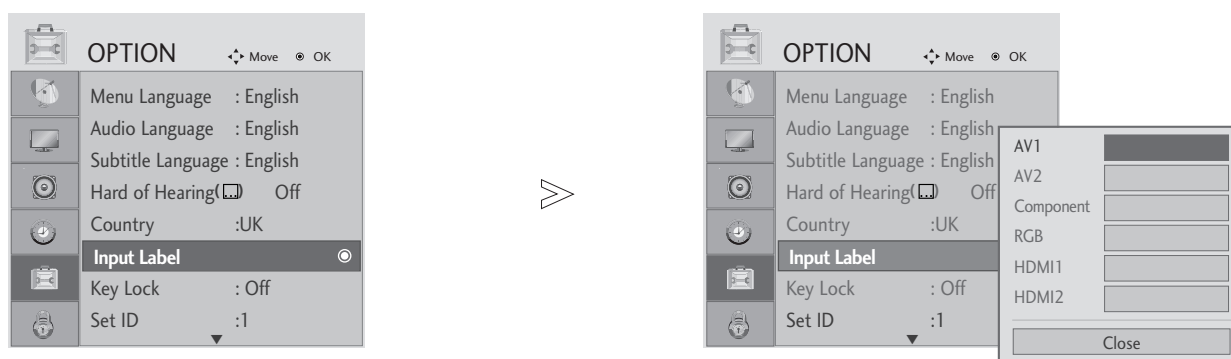 OPTION Move OK
Menu Language : English
Audio Language : English
Subtitle Language : English
Hard of Hearing( ) Off
Country :UK
Input Label
Key Lock : Off
Set ID :1
OPTION Move OK
Menu Language : English
Audio Language : English
Subtitle Language : English
Hard of Hearing( ) Off
Country :UK
Input Label
Key Lock : Off
Set ID :1
AV1
AV2
Component
RGB
HDMI1
HDMI2
Close